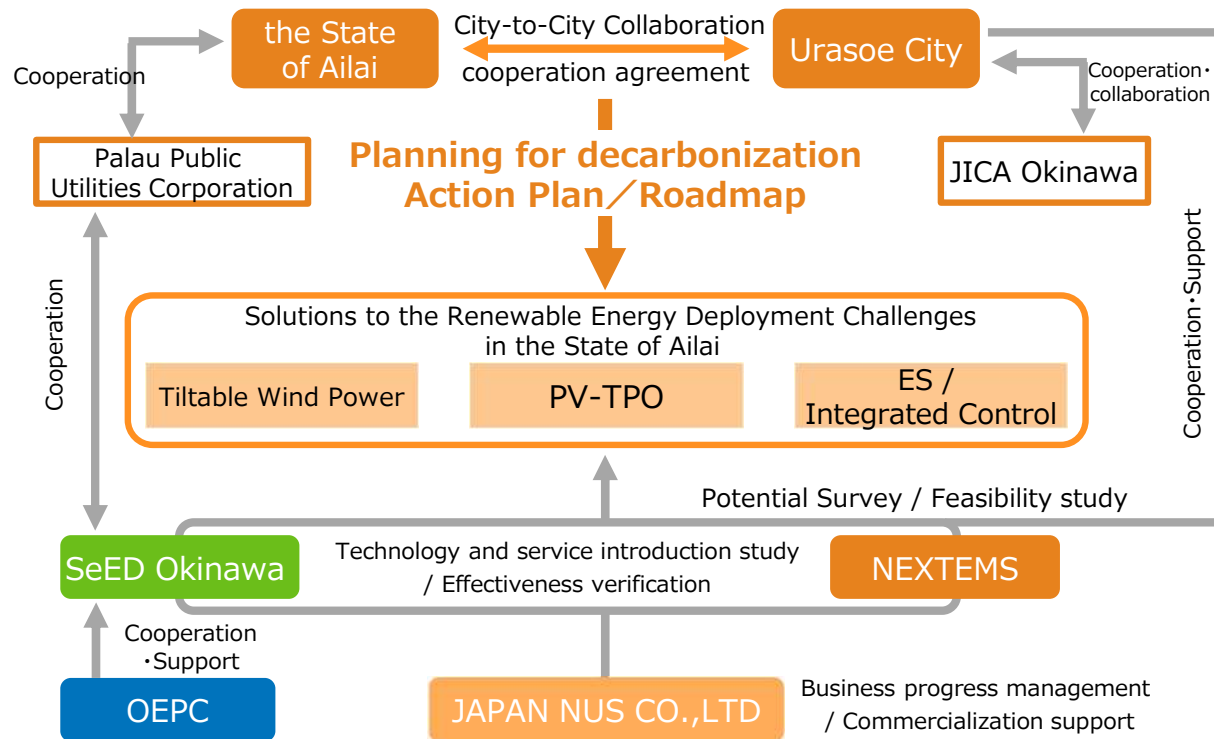 the State
of Ailai
City-to-City Collaboration
cooperation agreement
Urasoe City
Cooperation
Cooperation・
collaboration
Palau Public
Utilities Corporation
Planning for decarbonization
Action Plan／Roadmap
JICA Okinawa
Cooperation・Support
Cooperation
Solutions to the Renewable Energy Deployment Challenges
in the State of Ailai
Tiltable Wind Power
PV-TPO
ES /
Integrated Control
Potential Survey / Feasibility study
SeED Okinawa
Technology and service introduction study
/ Effectiveness verification
NEXTEMS
Cooperation
・Support
OEPC
JAPAN NUS CO.,LTD
Business progress management
/ Commercialization support